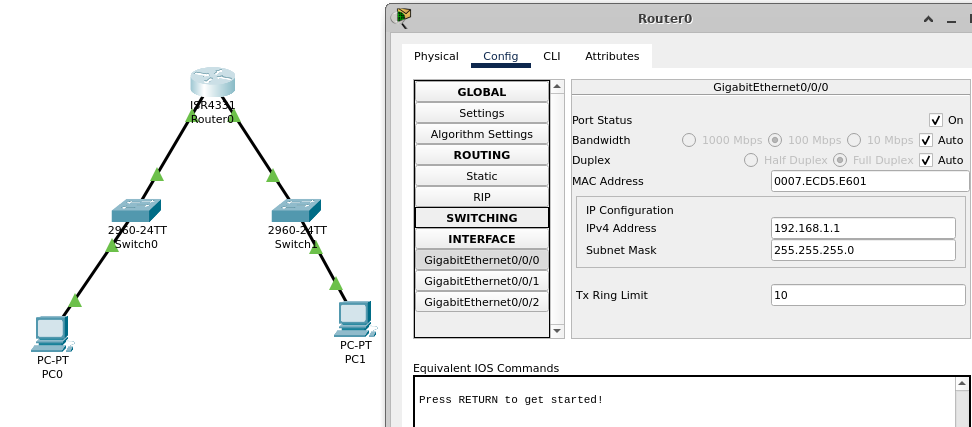 ISR4331
Router0
2960-24TT
Switch0
2960-24TT
Switch1
PC-PT
PC0
PC-PT
PC1
Router0
Physical Config CLI Attributes
GLOBAL
Settings
Algorithm Settings
ROUTING
Static
RIP
SWITCHING
INTERFACE
GigabitEthernet0/0/0
GigabitEthernet0/0/1
GigabitEthernet0/0/2
GigabitEthernet0/0/0
Port Status On
Bandwidth 1000 Mbps 100 Mbps 10 Mbps Auto
Duplex Half Duplex Full Duplex Auto
MAC Address 0007.ECD5.E601
IP Configuration
IPv4 Address 192.168.1.1
Subnet Mask 255.255.255.0
Tx Ring Limit 10
Equivalent IOS Commands
Press RETURN to get started!